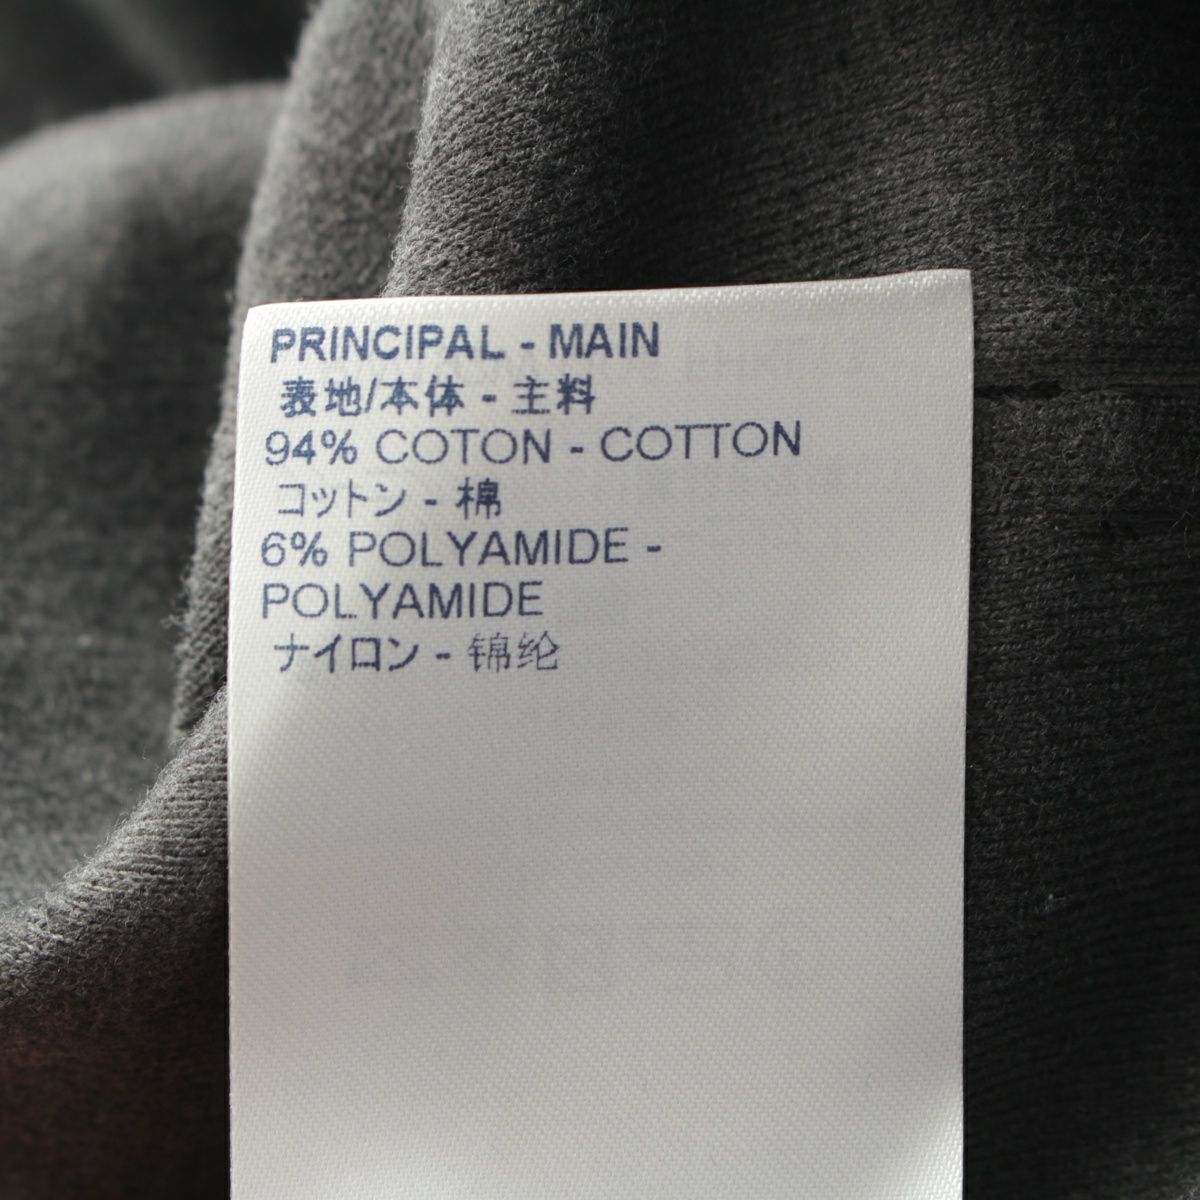 PRINCIPAL - MAIN
表地/本体 - 主料
94% COTON - COTTON
コットン - 棉
6% POLYAMIDE -
POLYAMIDE
ナイロン - 锦纶